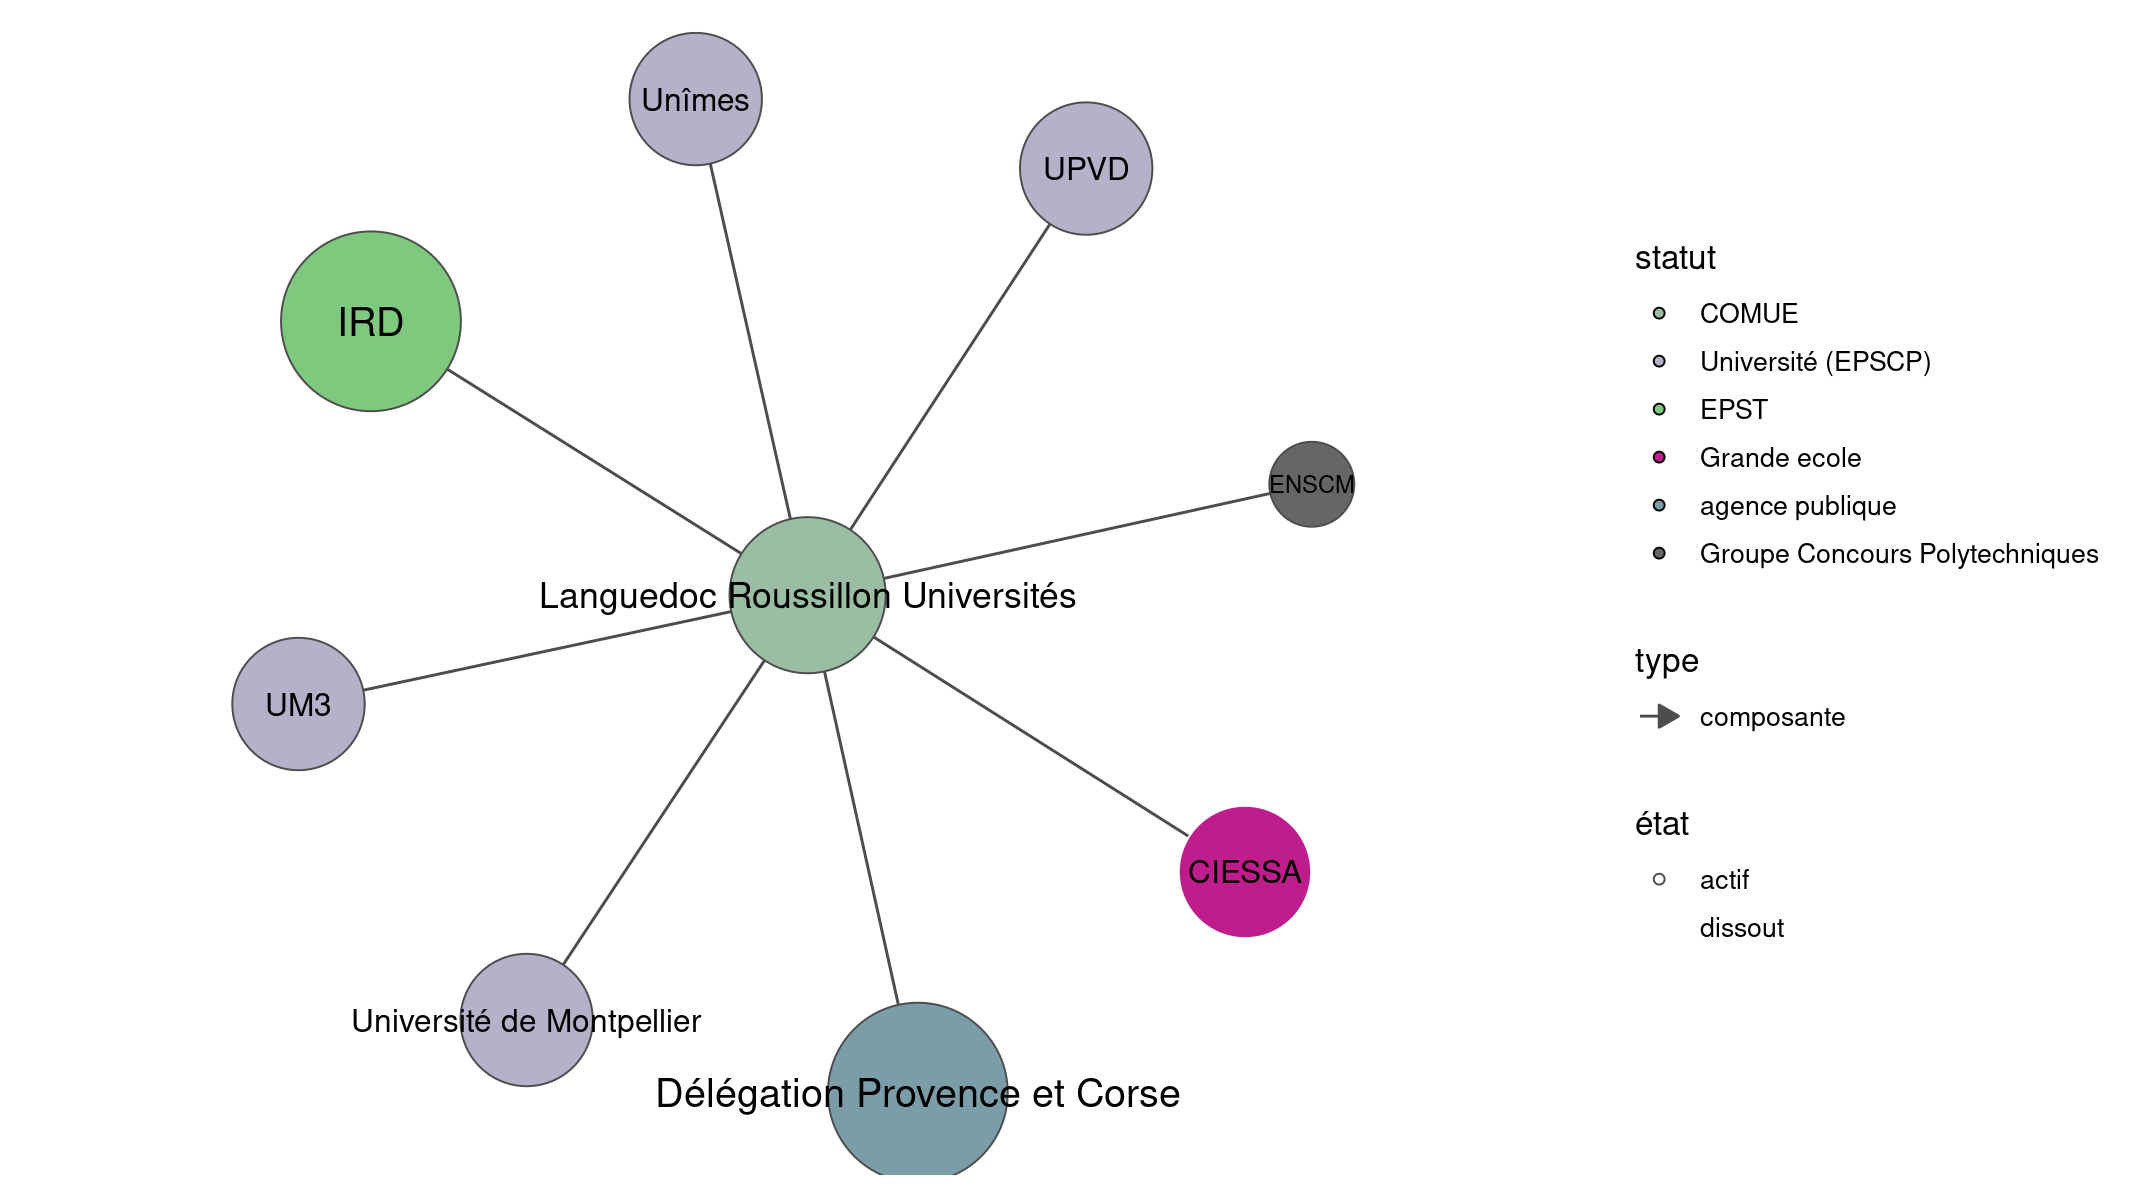 Unîmes
UPVD
IRD
ENSCM
Languedoc Roussillon Universités
UM3
CIESSA
Université de Montpellier
Délégation Provence et Corse
statut
COMUE
Université (EPSCP)
EPST
Grande ecole
agence publique
Groupe Concours Polytechniques
type
composante
état
actif
dissout